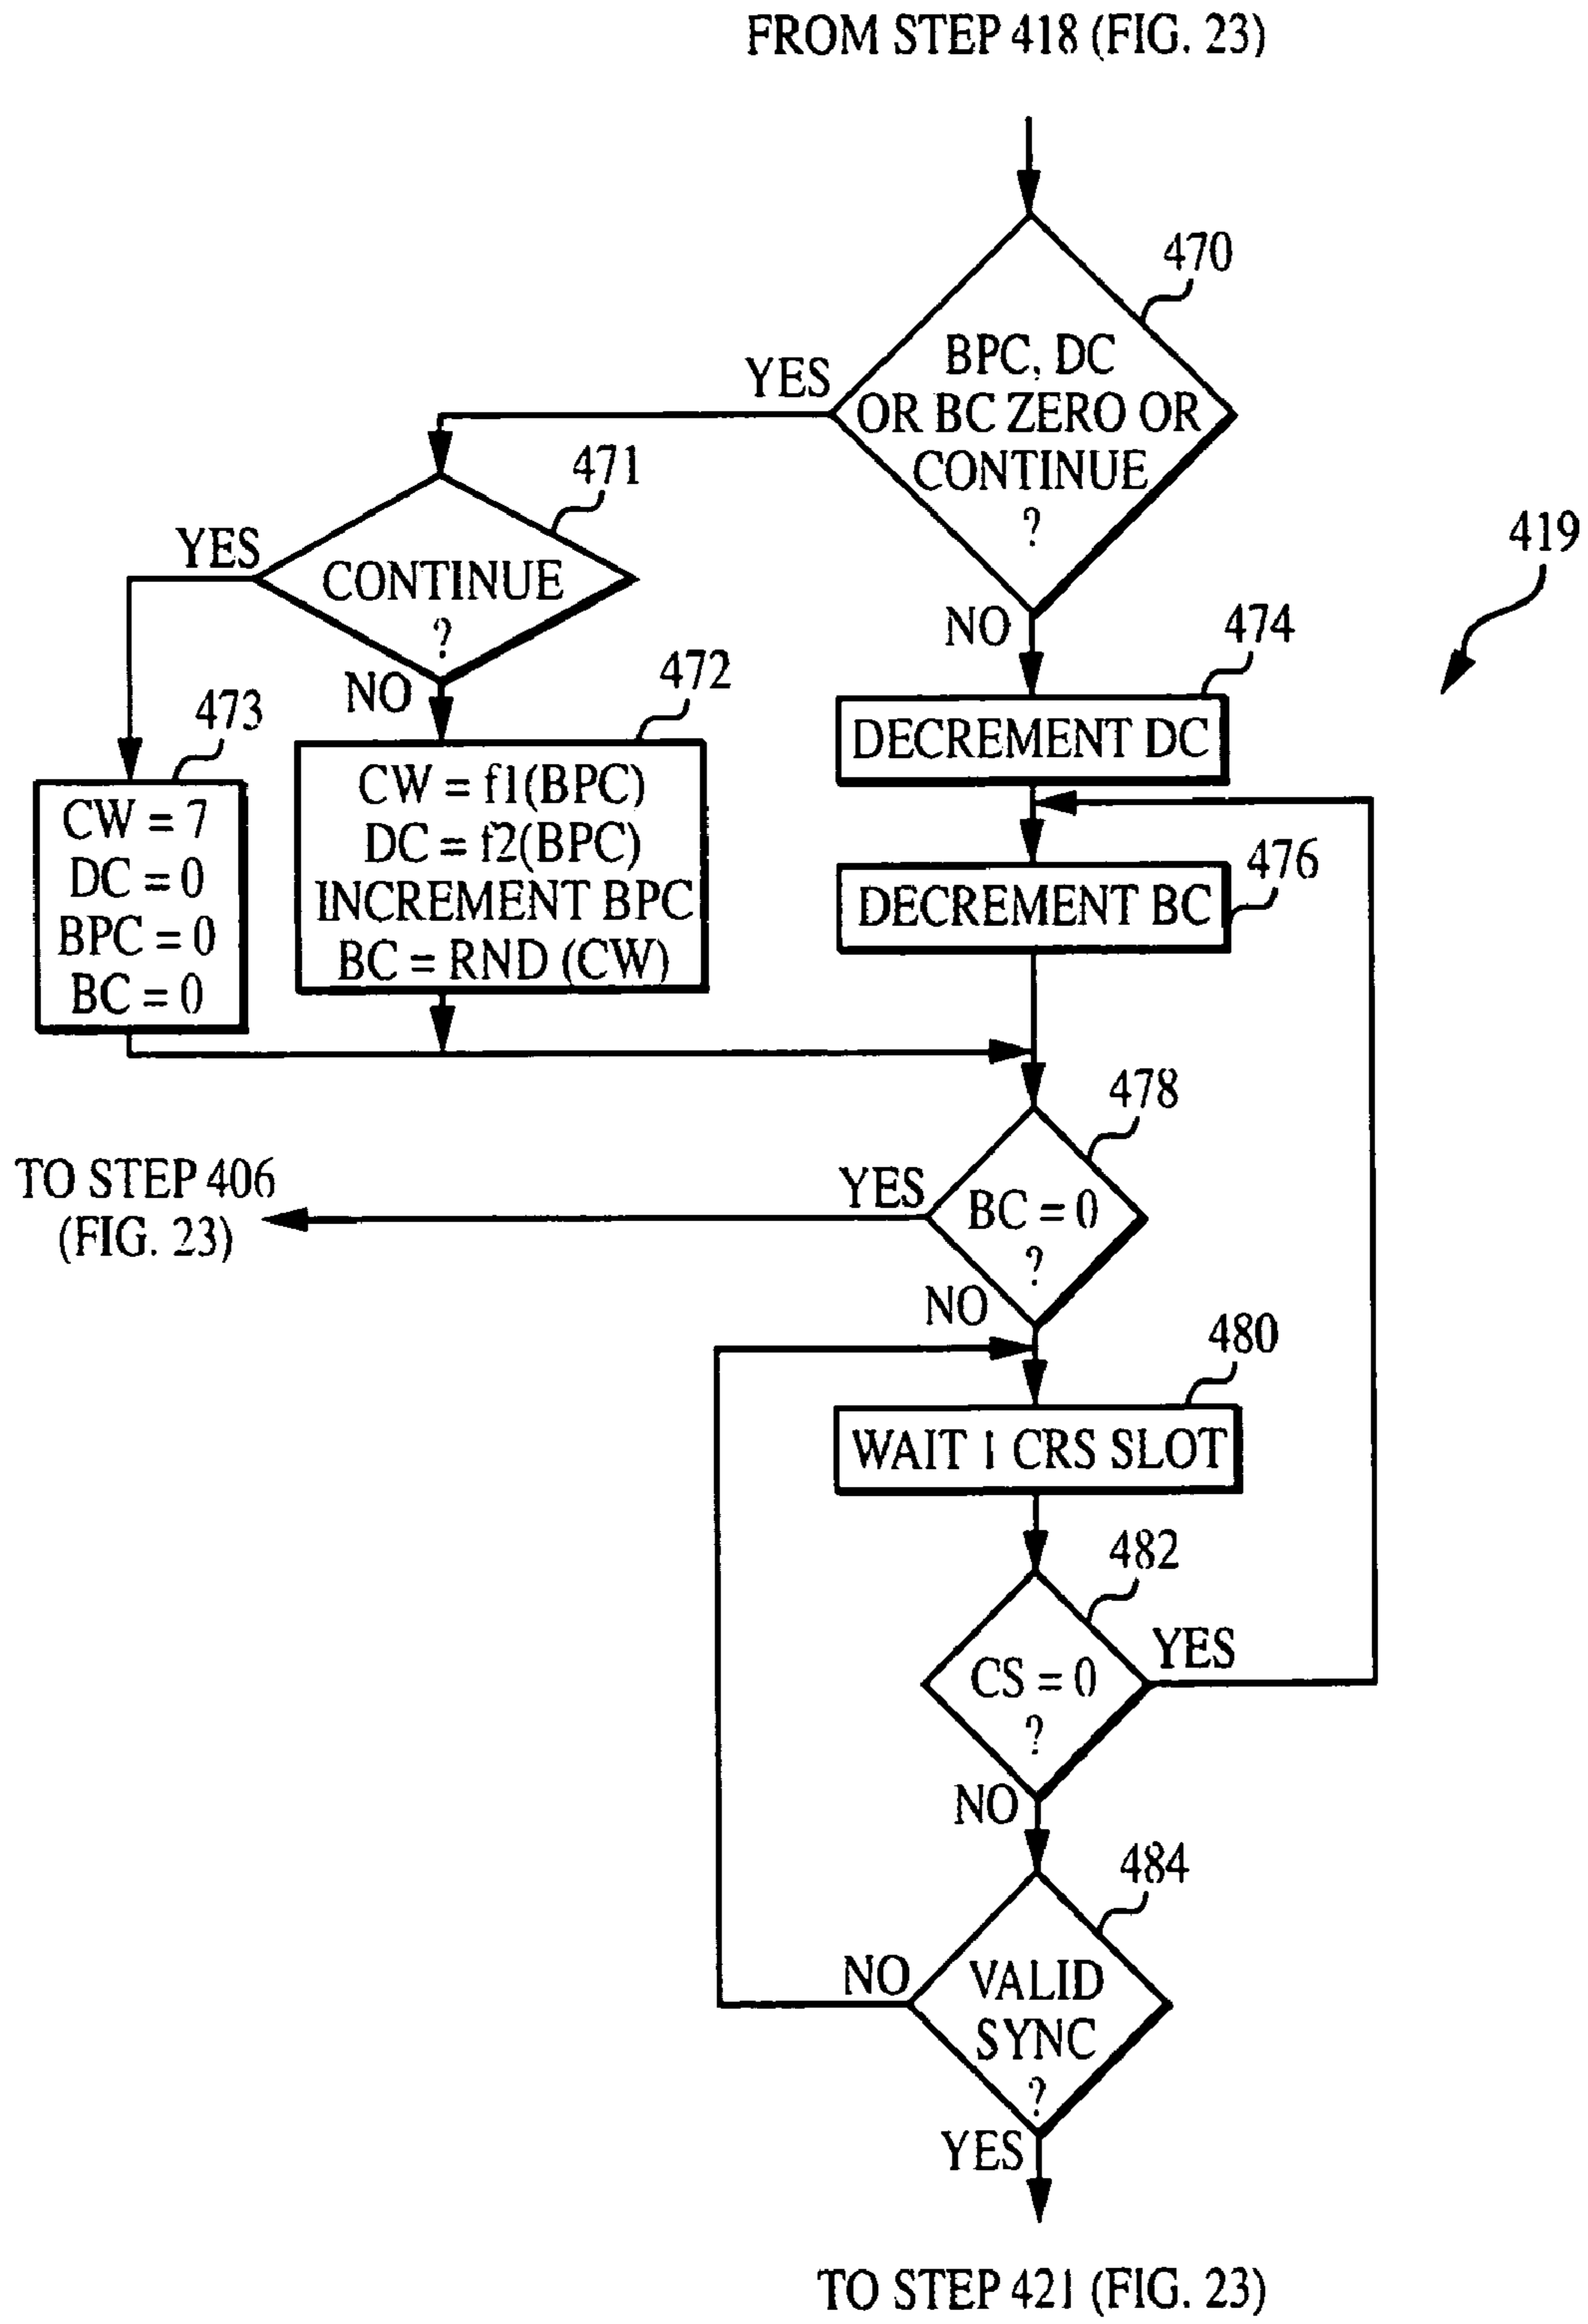 FROM STEP 418 (FIG. 23)
470
BPC, DC
OR BC ZERO OR
CONTINUE
?
YES
NO
471
CONTINUE
?
YES
NO
419
474
DECREMENT DC
472
CW = f1(BPC)
DC = f2(BPC)
INCREMENT BPC
BC = RND (CW)
473
CW = 7
DC = 0
BPC = 0
BC = 0
476
DECREMENT BC
478
BC = 0
?
YES
NO
TO STEP 406
(FIG. 23)
480
WAIT 1 CRS SLOT
482
CS = 0
?
YES
NO
484
VALID
SYNC
?
NO
YES
TO STEP 421 (FIG. 23)